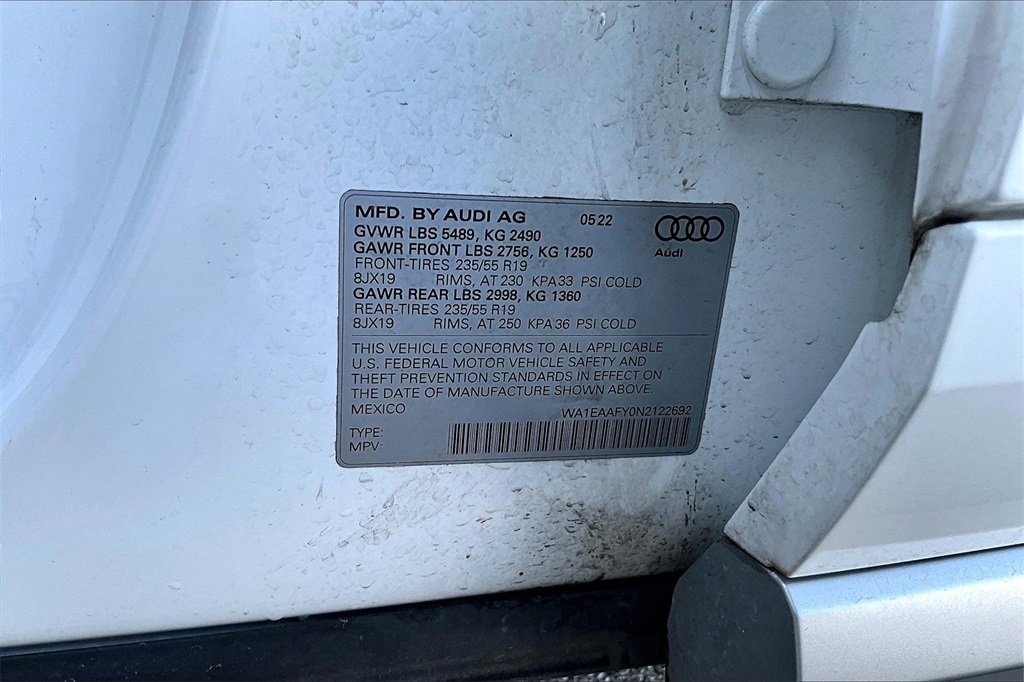 MFD. BY AUDI AG 05 22
GVWR LBS 5489, KG 2490
GAWR FRONT LBS 2756, KG 1250
Audi
FRONT-TIRES 235/55 R19
8JX19 RIMS, AT 230 KPA 33 PSI COLD
GAWR REAR LBS 2998, KG 1360
REAR-TIRES 235/55 R19
8JX19 RIMS, AT 250 KPA 36 PSI COLD
THIS VEHICLE CONFORMS TO ALL APPLICABLE
U.S. FEDERAL MOTOR VEHICLE SAFETY AND
THEFT PREVENTION STANDARDS IN EFFECT ON
THE DATE OF MANUFACTURE SHOWN ABOVE.
MEXICO WA1EAAFY0N2122692
TYPE:
MPV-